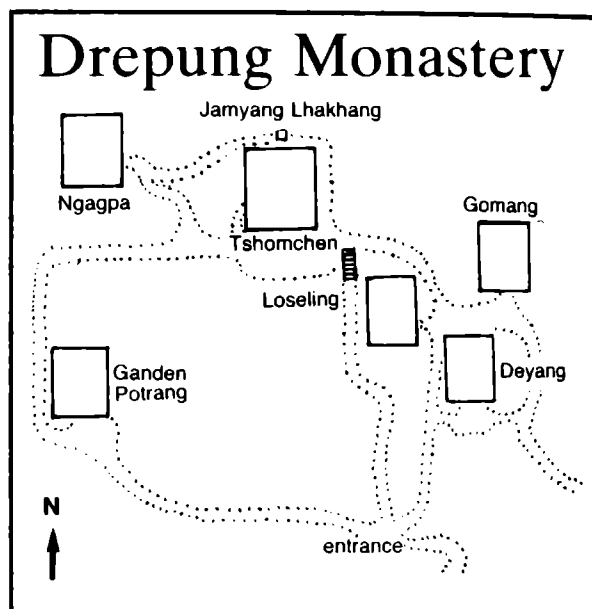 Drepung Monastery
Jamyang Lhakhang
Ngagpa
Gomang
Tshomchen
Loseling
Ganden
Potrang
Deyang
N
entrance